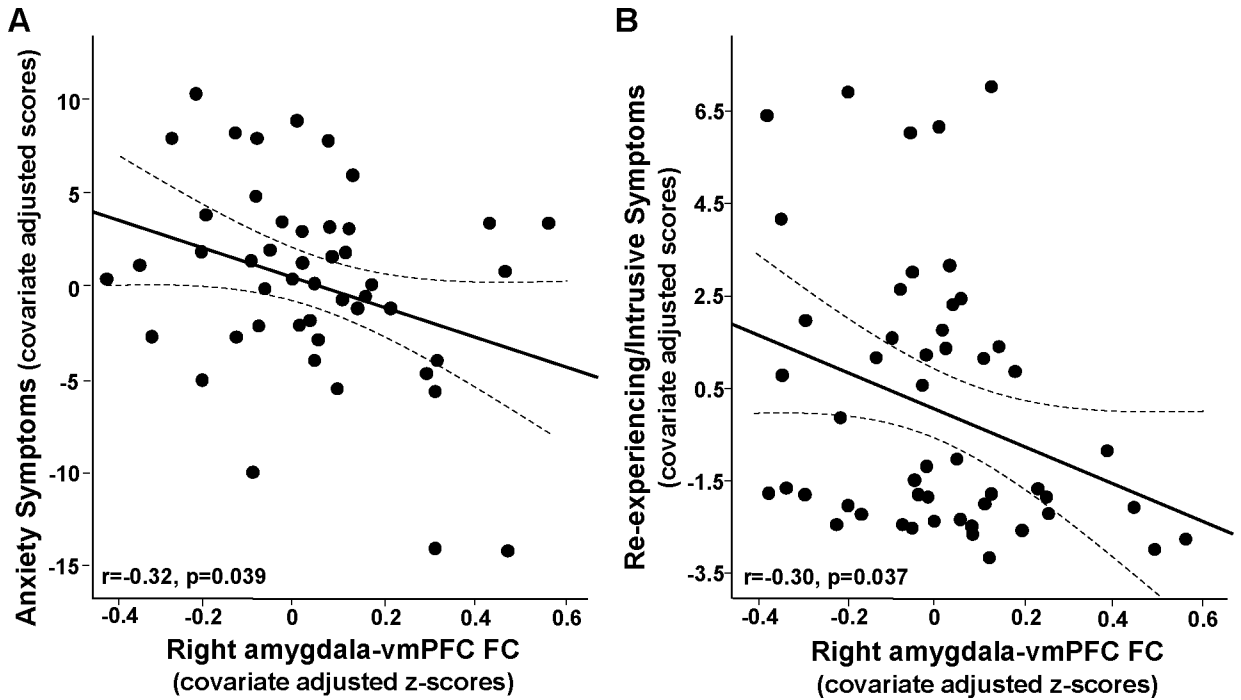 A
Anxiety Symptoms (covariate adjusted scores)
10
5
0
-5
-10
-15
r=-0.32, p=0.039
-0.4 -0.2 0 0.2 0.4 0.6
Right amygdala-vmPFC FC
(covariate adjusted z-scores)
B
Re-experiencing/Intrusive Symptoms
(covariate adjusted scores)
6.5
4.5
2.5
0.5
-1.5
-3.5
r=-0.30, p=0.037
-0.4 -0.2 0 0.2 0.4 0.6
Right amygdala-vmPFC FC
(covariate adjusted z-scores)